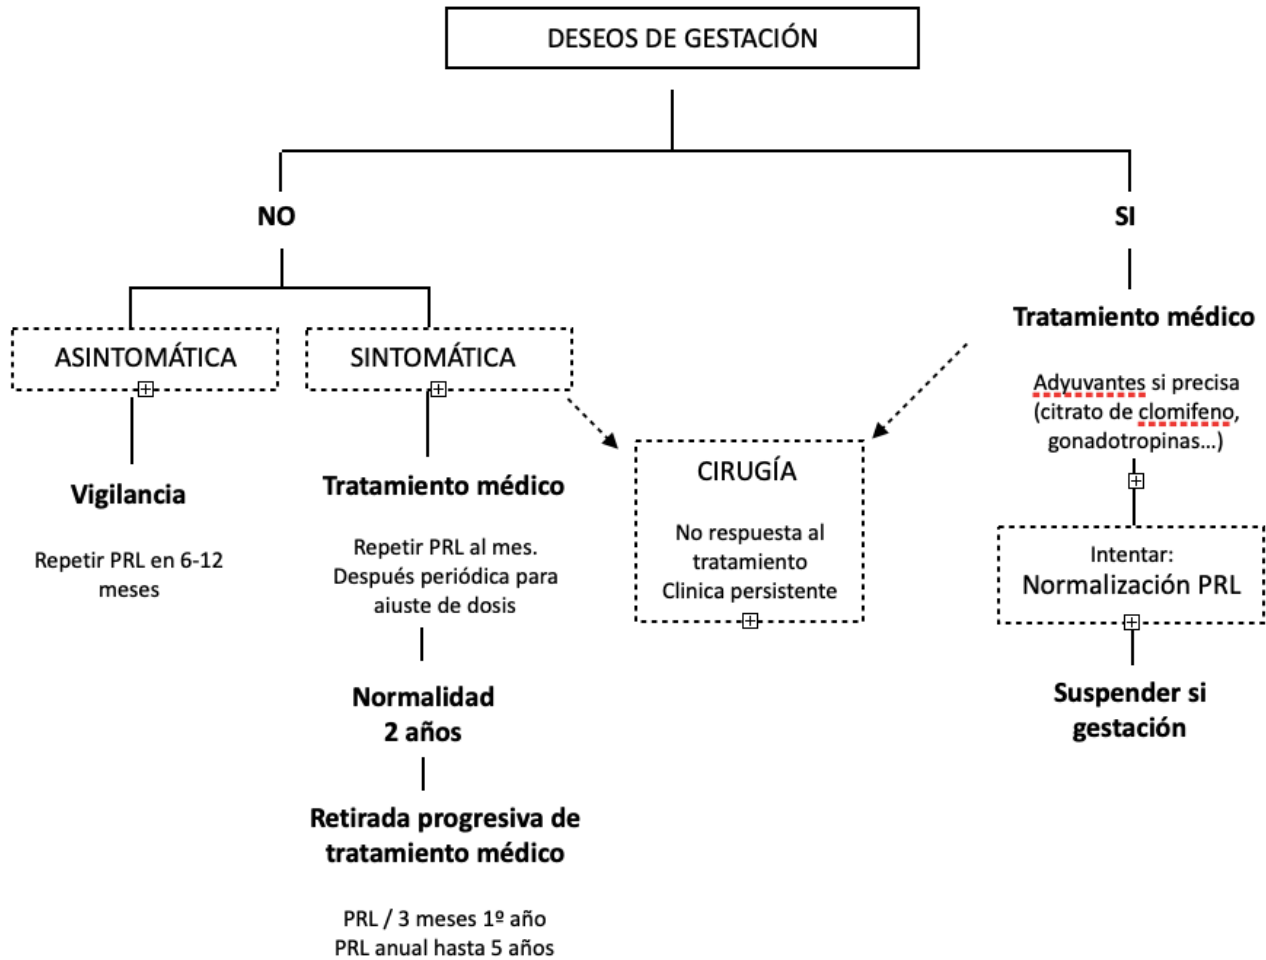 DESEOS DE GESTACIÓN
NO
SI
ASINTOMÁTICA
SINTOMÁTICA
Vigilancia
Repetir PRL en 6-12
meses
Tratamiento médico
Repetir PRL al mes.
Después periódica para
aiuste de dosis
Normalidad
2 años
Retirada progresiva de
tratamiento médico
PRL / 3 meses 1º año
PRL anual hasta 5 años
CIRUGÍA
No respuesta al
tratamiento
Clinica persistente
Tratamiento médico
Adyuvantes si precisa
(citrato de clomifeno,
gonadotropinas...)
Intentar:
Normalización PRL
Suspender si
gestación